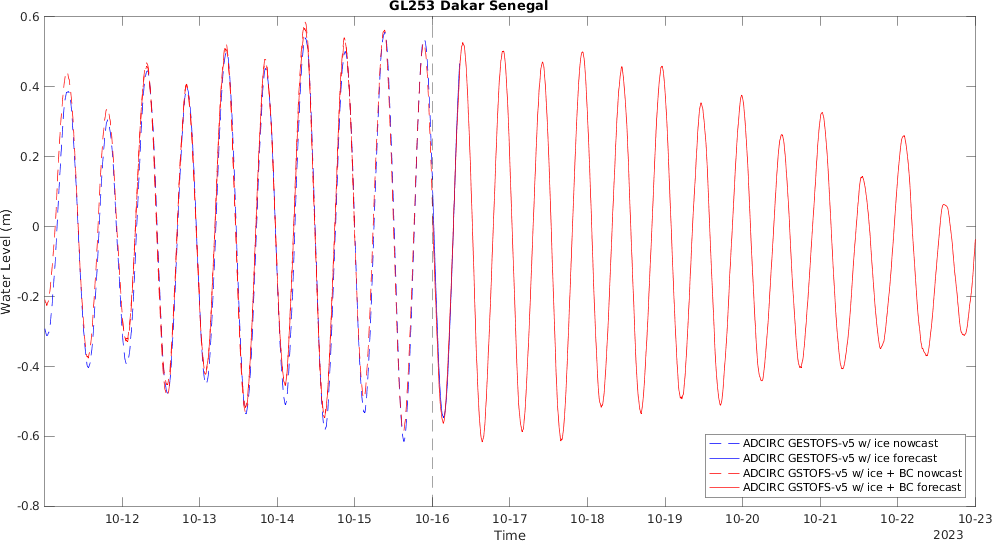 GL253 Dakar Senegal
0.6
0.4
0.2
0
-0.2
-0.4
-0.6
-0.8
Water Level (m)
10-12 10-13 10-14 10-15 10-16 10-17 10-18 10-19 10-20 10-21 10-22 10-23
Time
2023
ADCIRC GESTOFS-v5 w/ ice nowcast
ADCIRC GESTOFS-v5 w/ ice forecast
ADCIRC GSTOFS-v5 w/ ice + BC nowcast
ADCIRC GSTOFS-v5 w/ ice + BC forecast